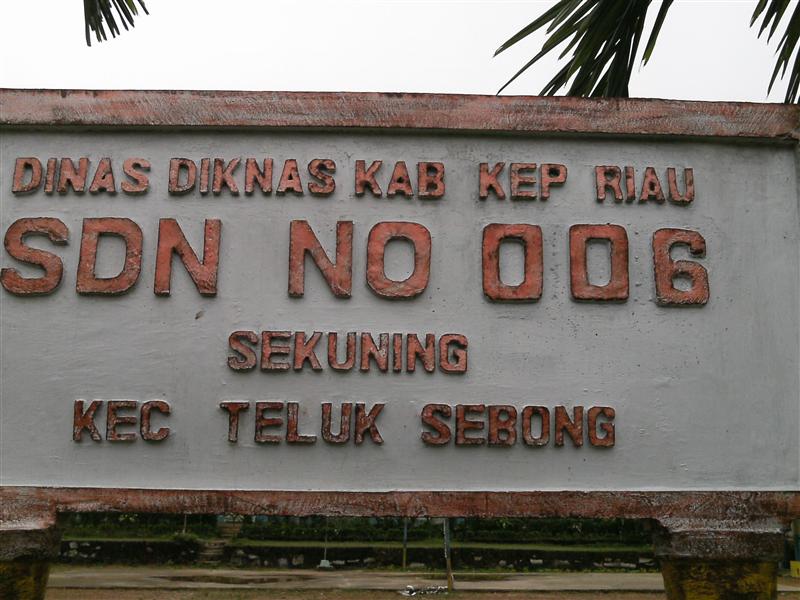 DINAS DIKNAS KAB KEP RIAU
SDN NO 006
SEKUNING
KEC TELUK SEBONG